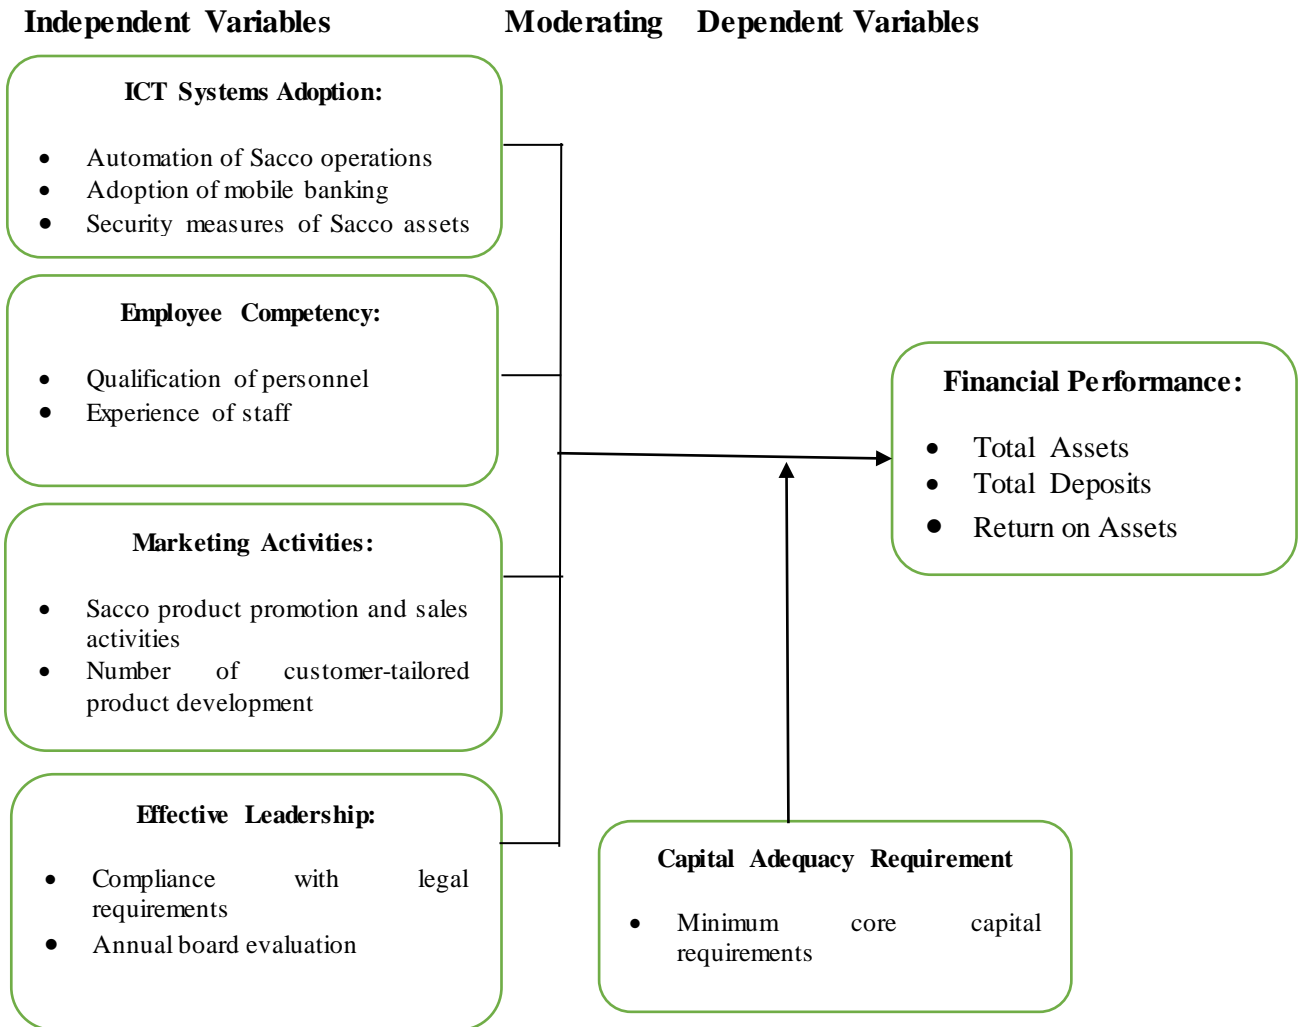 Independent Variables Moderating Dependent Variables
ICT Systems Adoption:
• Automation of Sacco operations
• Adoption of mobile banking
• Security measures of Sacco assets
Employee Competency:
• Qualification of personnel
• Experience of staff
Marketing Activities:
• Sacco product promotion and sales
activities
• Number of customer-tailored
product development
Effective Leadership:
• Compliance with legal
requirements
• Annual board evaluation
Capital Adequacy Requirement
• Minimum core capital
requirements
Financial Performance:
• Total Assets
• Total Deposits
• Return on Assets